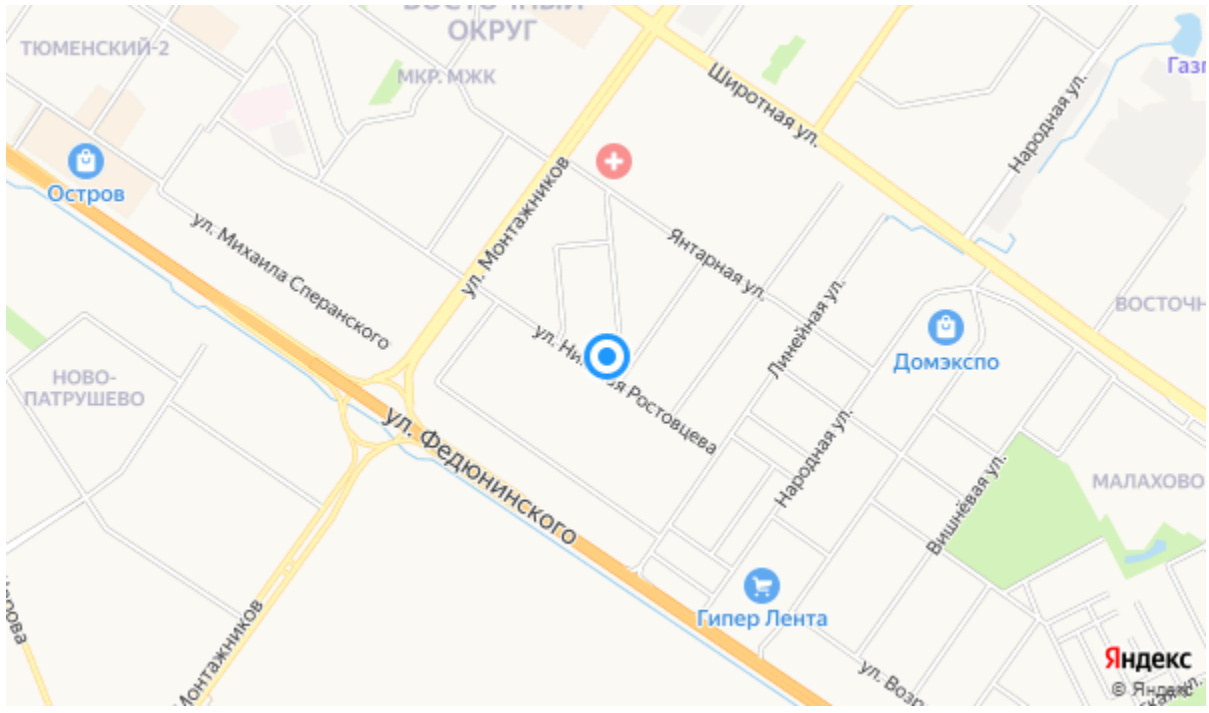 ВОСТОЧНЫЙ
ОКРУГ
ТЮМЕНСКИЙ-2
МКР. МЖК
Широтная ул.
Газп
Народная ул.
Остров
ул. Монтажников
ул. Михаила Сперанского
Янтарная ул.
Линейная ул.
ВОСТОЧН
Домэкспо
НОВО-
ПАТРУШЕВО
Ростовцева
ул. Федюнинского
Народная ул.
Вишнёвая ул.
МАЛАХОВО
Гипер Лента
Монтажников
ул. Возр
Яндекс
© Яндекс